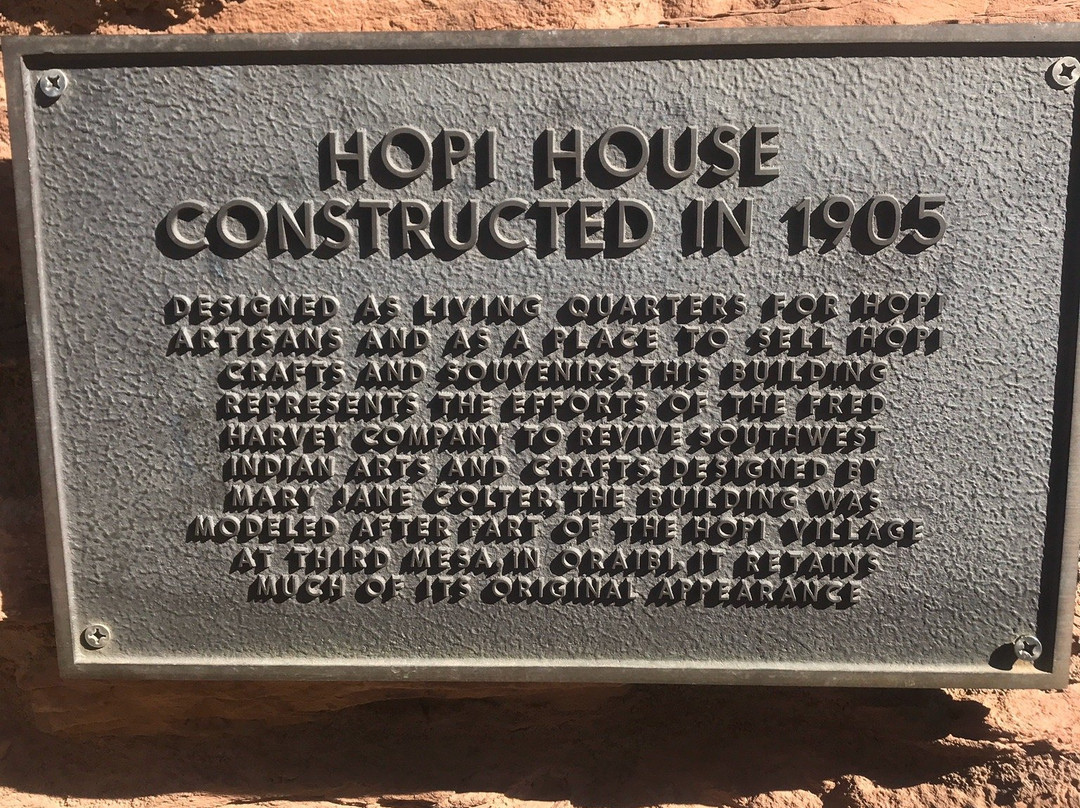 HOPI HOUSE
CONSTRUCTED IN 1905
DESIGNED AS LIVING QUARTERS FOR HOPI
ARTISANS AND AS A PLACE TO SELL HOPI
CRAFTS AND SOUVENIRS, THIS BUILDING
REPRESENTS THE EFFORTS OF THE FRED
HARVEY COMPANY TO REVIVE SOUTHWEST
INDIAN ARTS AND CRAFTS. DESIGNED BY
MARY JANE COLTER, THE BUILDING WAS
MODELED AFTER PART OF THE HOPI VILLAGE
AT THIRD MESA, IN ORAIBI. IT RETAINS
MUCH OF ITS ORIGINAL APPEARANCE